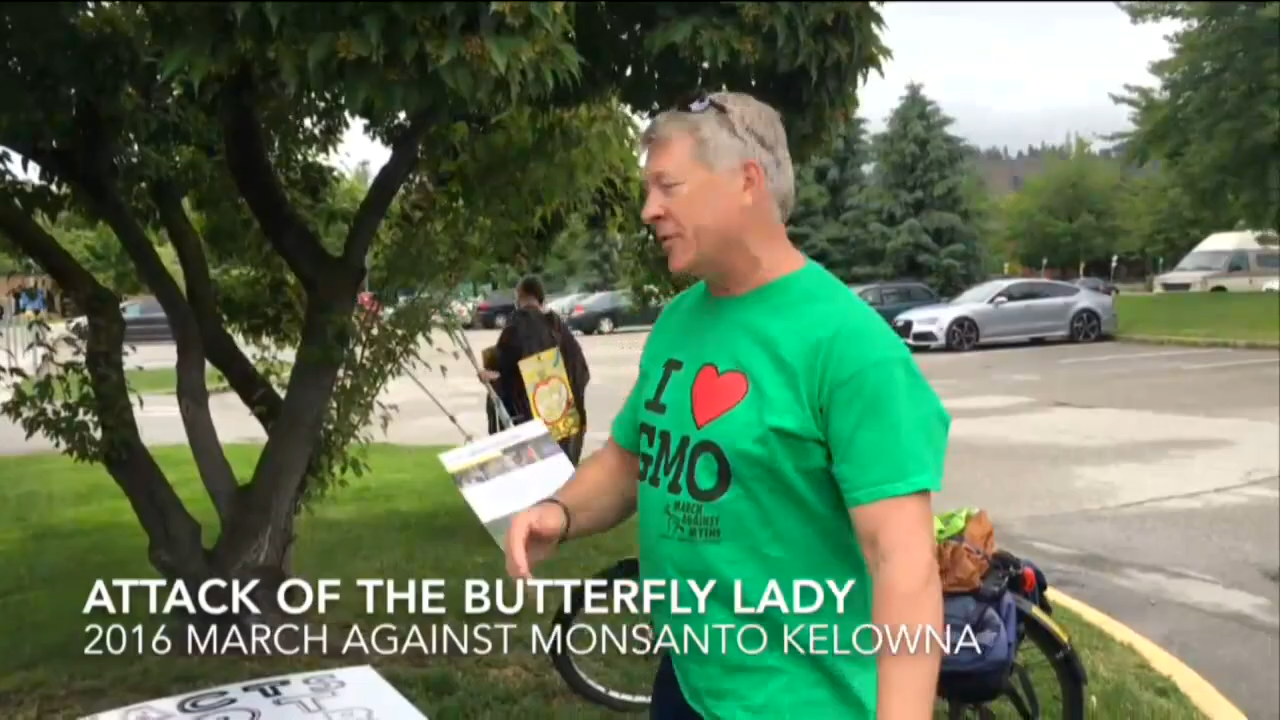 I ❤ GMO
MARCH
AGAINST
MYTHS
ATTACK OF THE BUTTERFLY LADY
2016 MARCH AGAINST MONSANTO KELOWNA